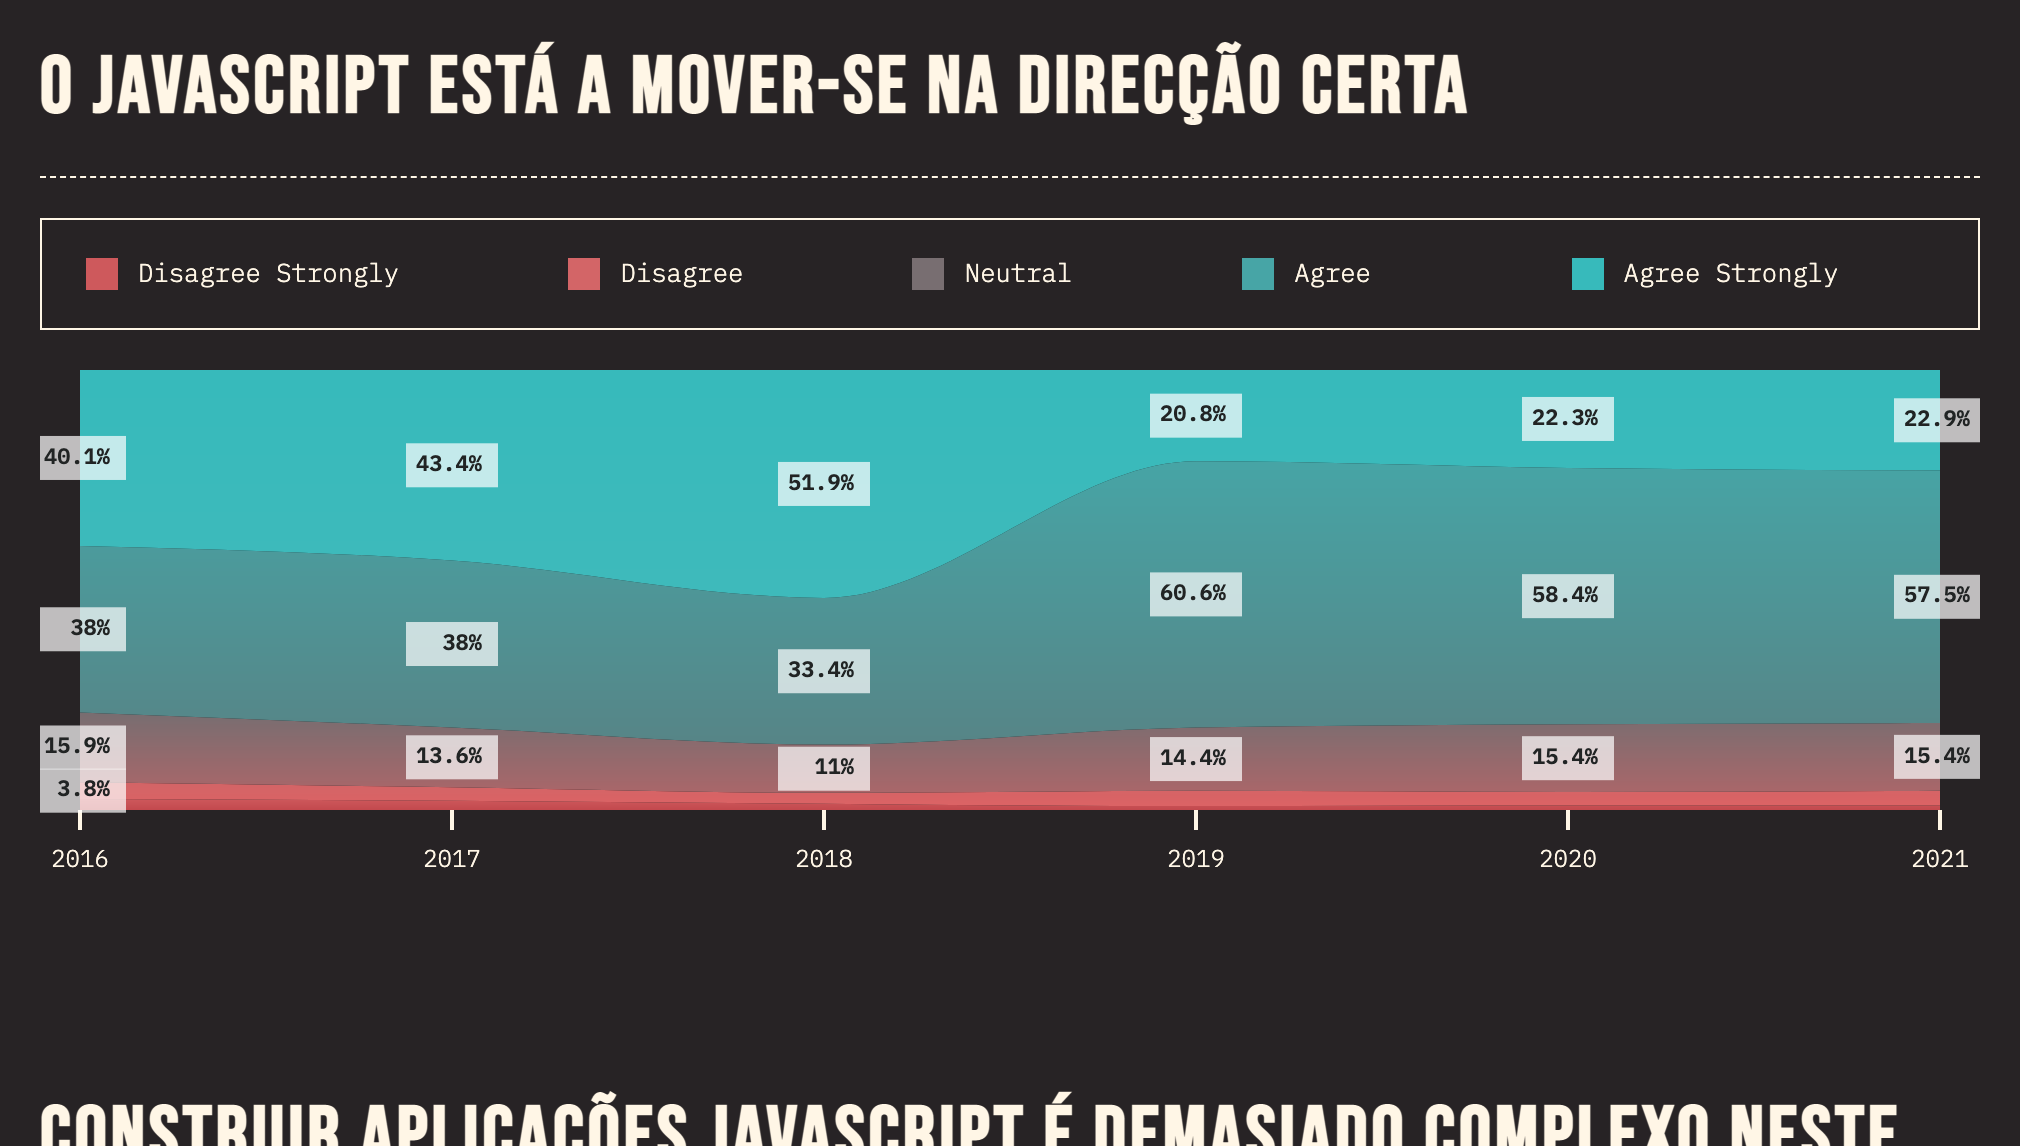 O JAVASCRIPT ESTÁ A MOVER-SE NA DIRECÇÃO CERTA
Disagree Strongly Disagree Neutral Agree Agree Strongly
40.1% 43.4% 51.9% 20.8% 22.3% 22.9%
38% 38% 33.4% 60.6% 58.4% 57.5%
15.9% 13.6% 11% 14.4% 15.4% 15.4%
3.8%
2016 2017 2018 2019 2020 2021
CONSTRUIR APLICAÇÕES JAVASCRIPT É DEMASIADO COMPLEXO NESTE